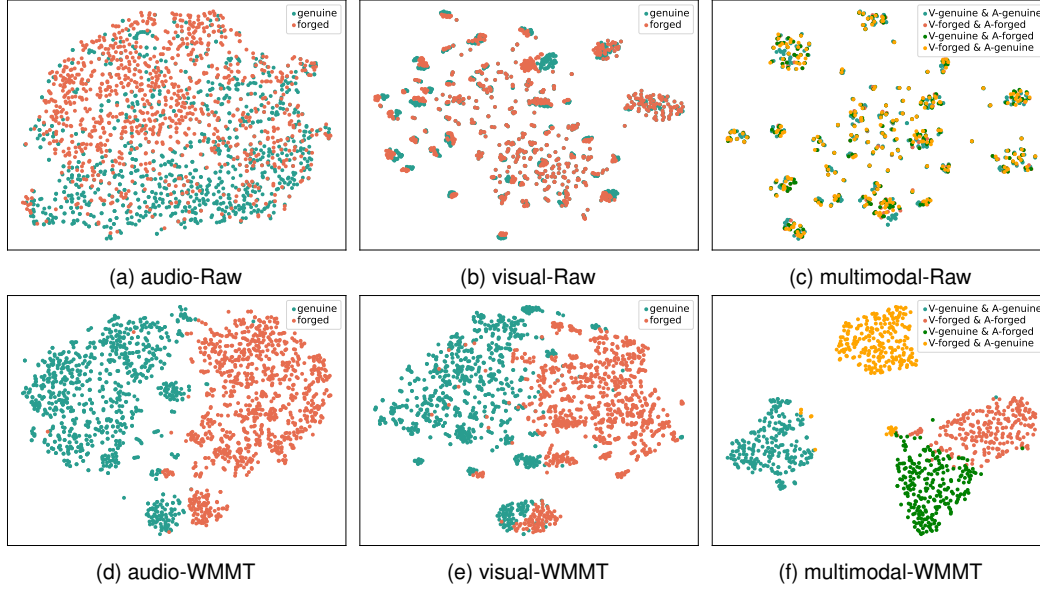 genuine
forged
genuine
forged
V-genuine & A-genuine
V-forged & A-forged
V-genuine & A-forged
V-forged & A-genuine
(a) audio-Raw
(b) visual-Raw
(c) multimodal-Raw
genuine
forged
genuine
forged
V-genuine & A-genuine
V-forged & A-forged
V-genuine & A-forged
V-forged & A-genuine
(d) audio-WMMT
(e) visual-WMMT
(f) multimodal-WMMT